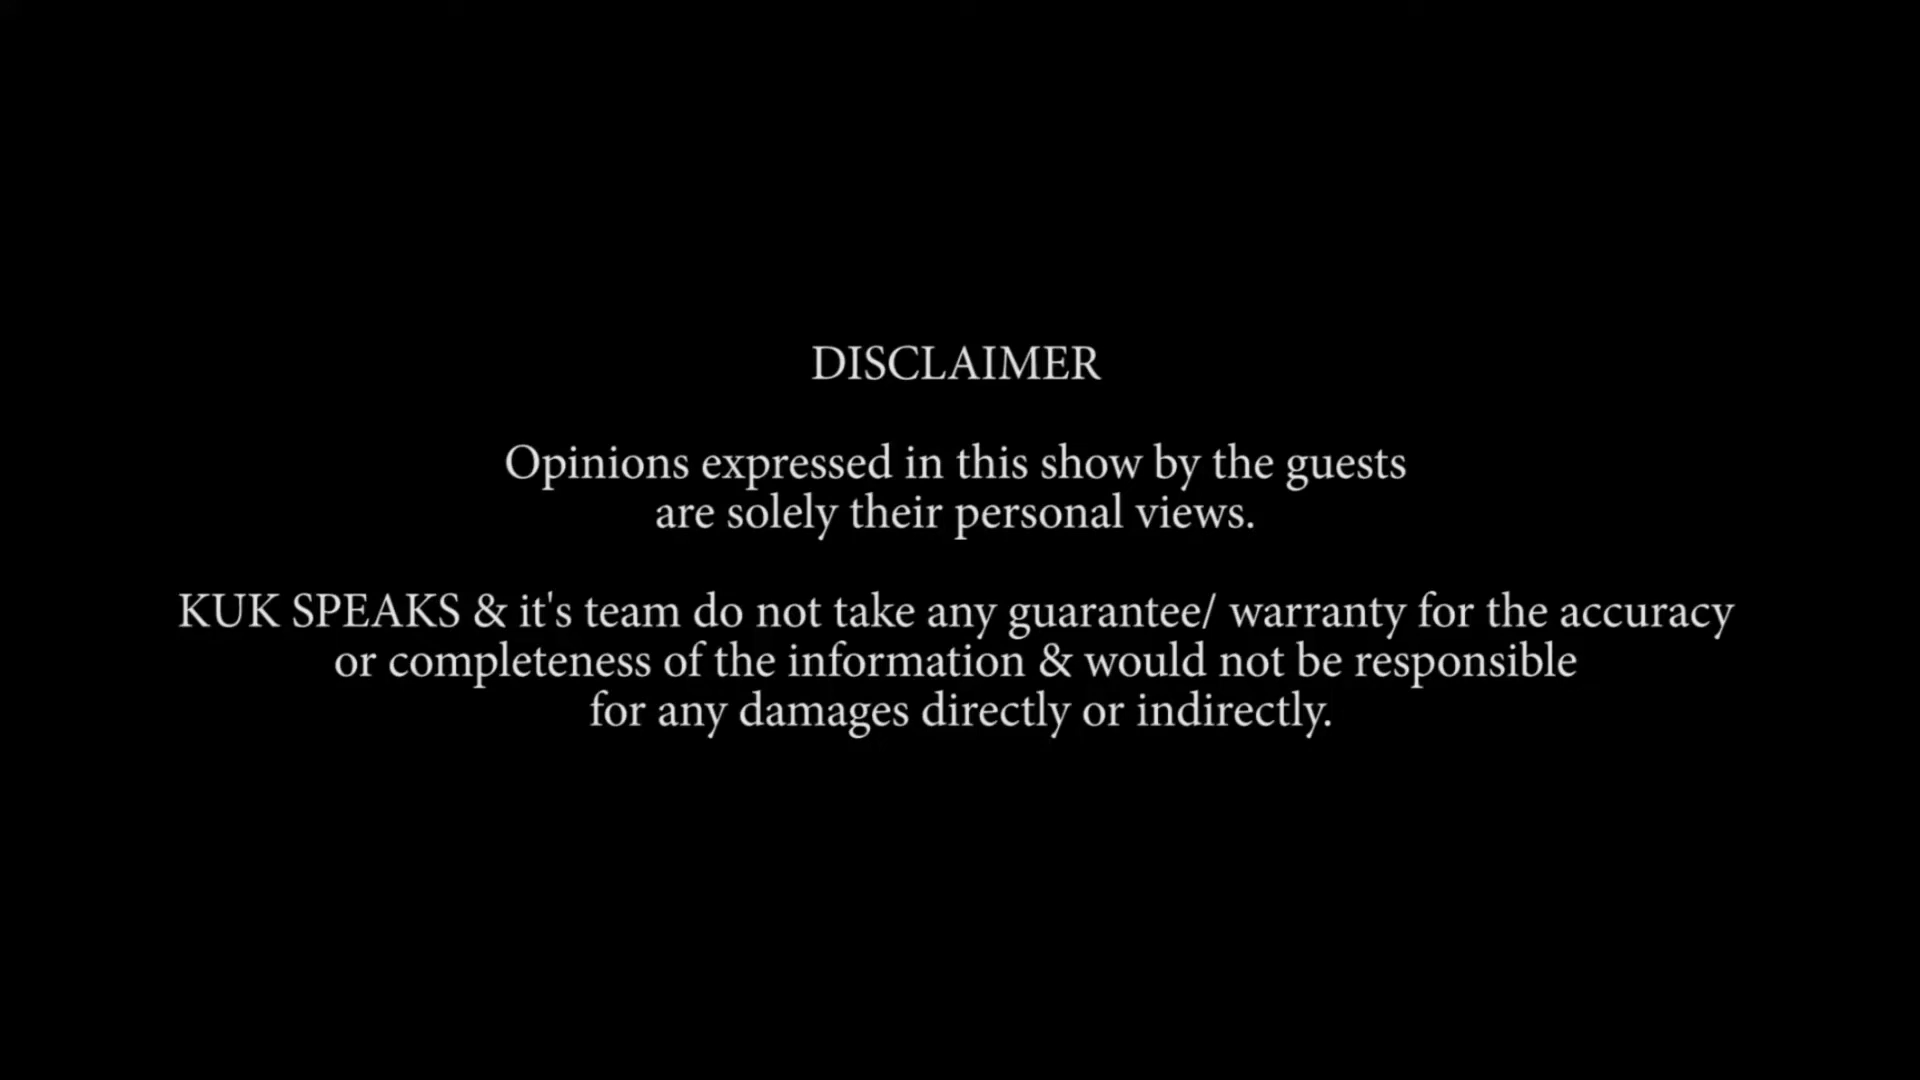 DISCLAIMER
Opinions expressed in this show by the guests
are solely their personal views.
KUK SPEAKS & it's team do not take any guarantee/ warranty for the accuracy
or completeness of the information & would not be responsible
for any damages directly or indirectly.